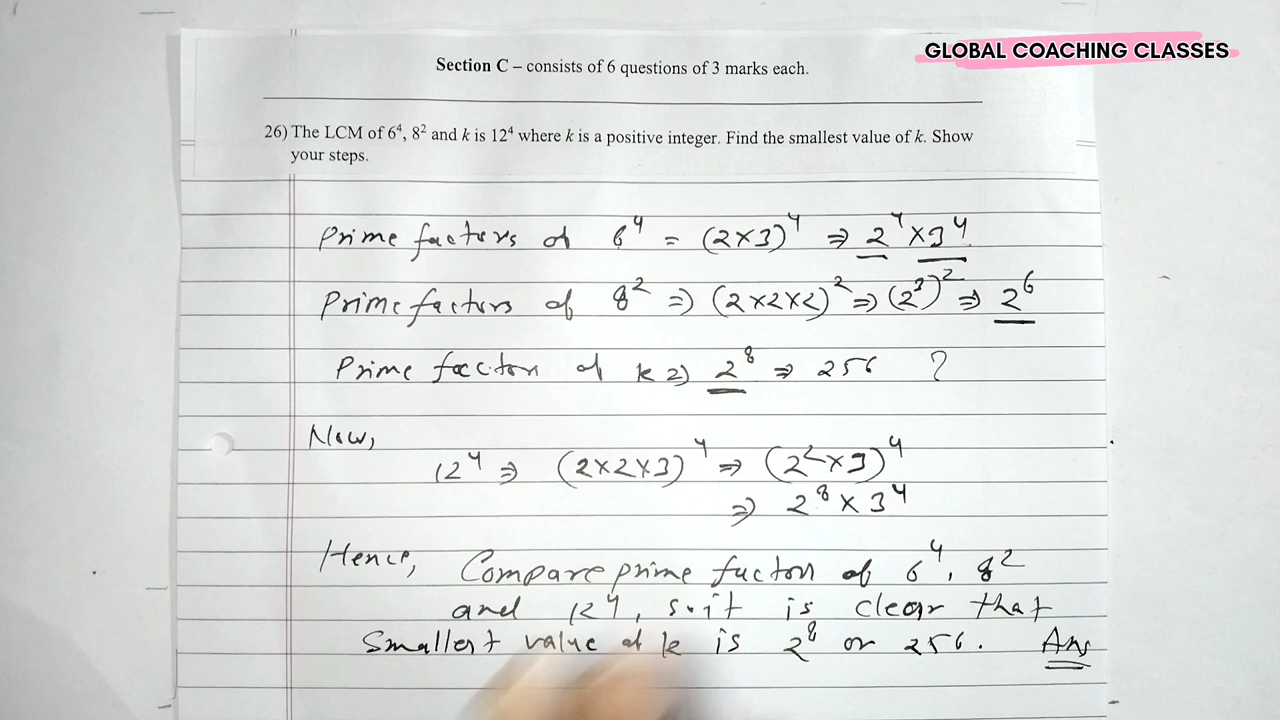 GLOBAL COACHING CLASSES
Section C – consists of 6 questions of 3 marks each.
26) The LCM of 6⁴, 8² and k is 12⁴ where k is a positive integer. Find the smallest value of k. Show
your steps.
Prime factors of 6⁴ = (2×3)⁴ ⇒ 2⁴ × 3⁴
Prime factors of 8² ⇒ (2×2×2)² ⇒ (2³)² ⇒ 2⁶
Prime factors of k ⇒ 2⁸ ⇒ 256 ?
Now,
12⁴ ⇒ (2×2×3)⁴ ⇒ (2²×3)⁴
⇒ 2⁸ × 3⁴
Hence, Compare prime factors of 6⁴, 8²
and 12⁴, so it is clear that
Smallest value of k is 2⁸ or 256. Ans